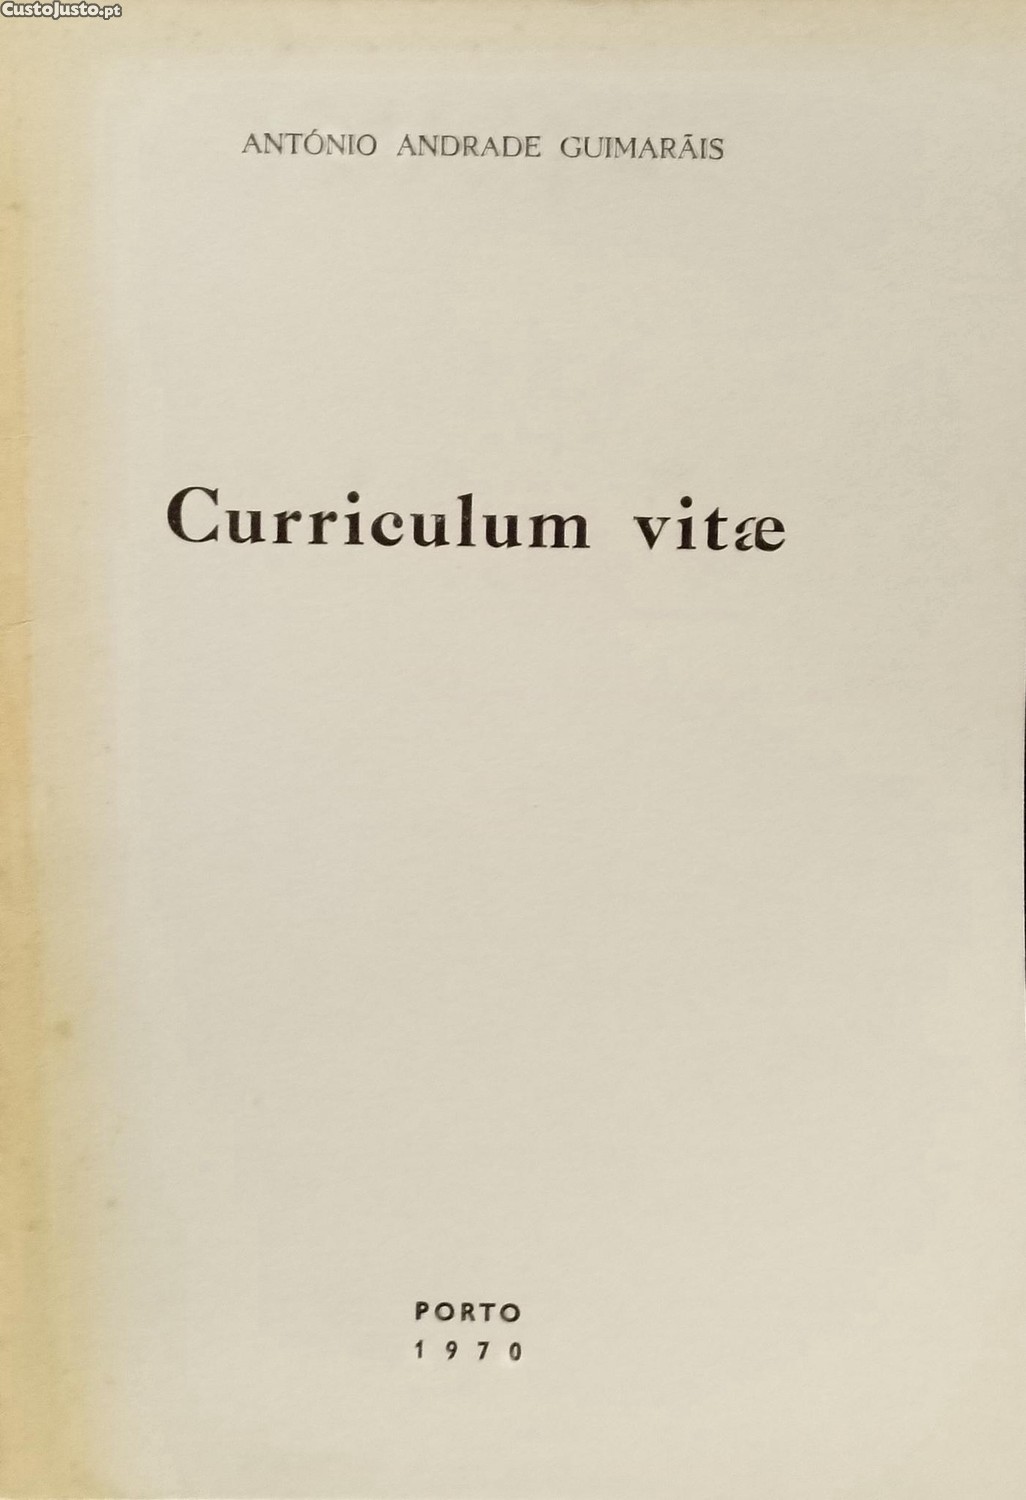 CustoJusto.pt
ANTÓNIO ANDRADE GUIMARÃIS
Curriculum vitæ
PORTO
1970